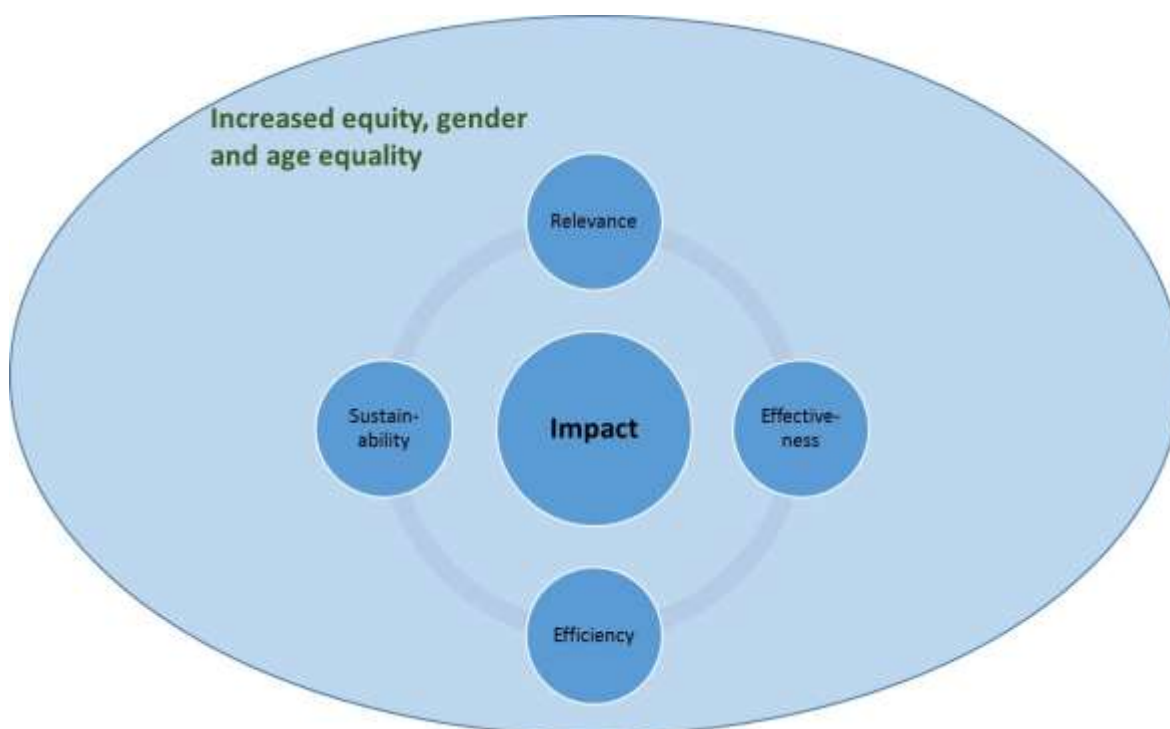 Increased equity, gender
and age equality
Relevance
Sustain-
ability
Impact
Effective-
ness
Efficiency